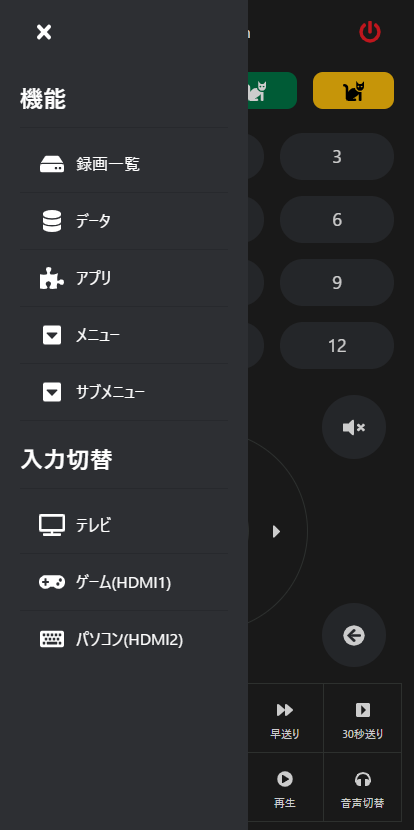 機能
録画一覧
データ
アプリ
メニュー
サブメニュー
入力切替
テレビ
ゲーム(HDMI1)
パソコン(HDMI2)
3
6
9
12
早送り
30秒送り
再生
音声切替